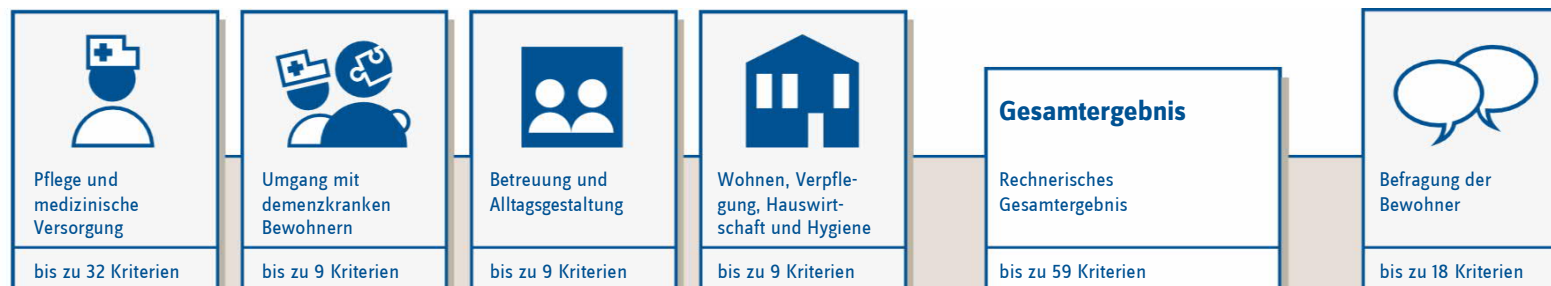 Pflege und
medizinische
Versorgung
bis zu 32 Kriterien
Umgang mit
demenzkranken
Bewohnern
bis zu 9 Kriterien
Betreuung und
Alltagsgestaltung
bis zu 9 Kriterien
Wohnen, Verpfle-
gung, Hauswirt-
schaft und Hygiene
bis zu 9 Kriterien
Gesamtergebnis
Rechnerisches
Gesamtergebnis
bis zu 59 Kriterien
Befragung der
Bewohner
bis zu 18 Kriterien